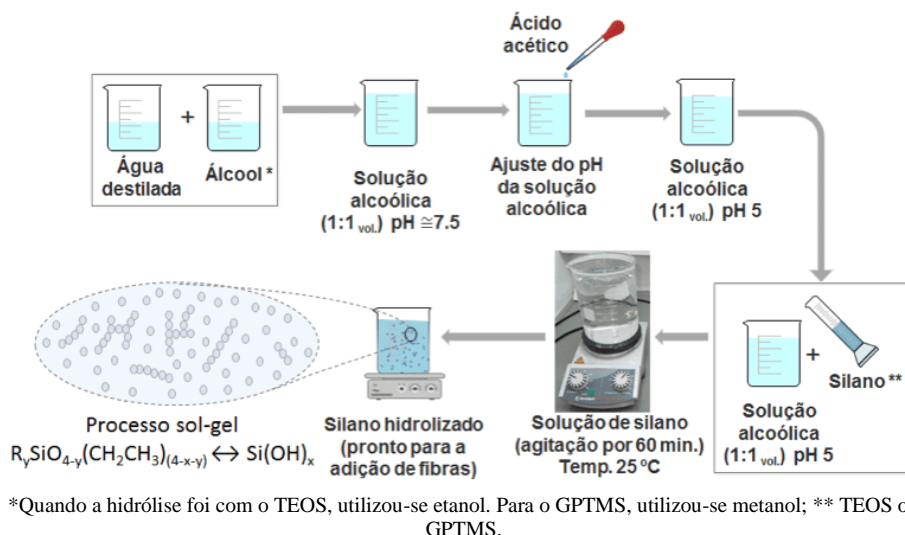 Ácido
acético
+
Água
destilada
Álcool *
Solução
alcoólica
(1:1 vol.) pH ≅7.5
Ajuste do pH
da solução
alcoólica
Solução
alcoólica
(1:1 vol.) pH 5
+
Silano **
Solução
alcoólica
(1:1 vol.) pH 5
Solução de silano
(agitação por 60 min.)
Temp. 25 ºC
Silano hidrolizado
(pronto para a
adição de fibras)
Processo sol-gel
RySiO4-y(CH2CH3)(4-x-y) ↔ Si(OH)x
*Quando a hidrólise foi com o TEOS, utilizou-se etanol. Para o GPTMS, utilizou-se metanol; ** TEOS o
GPTMS.